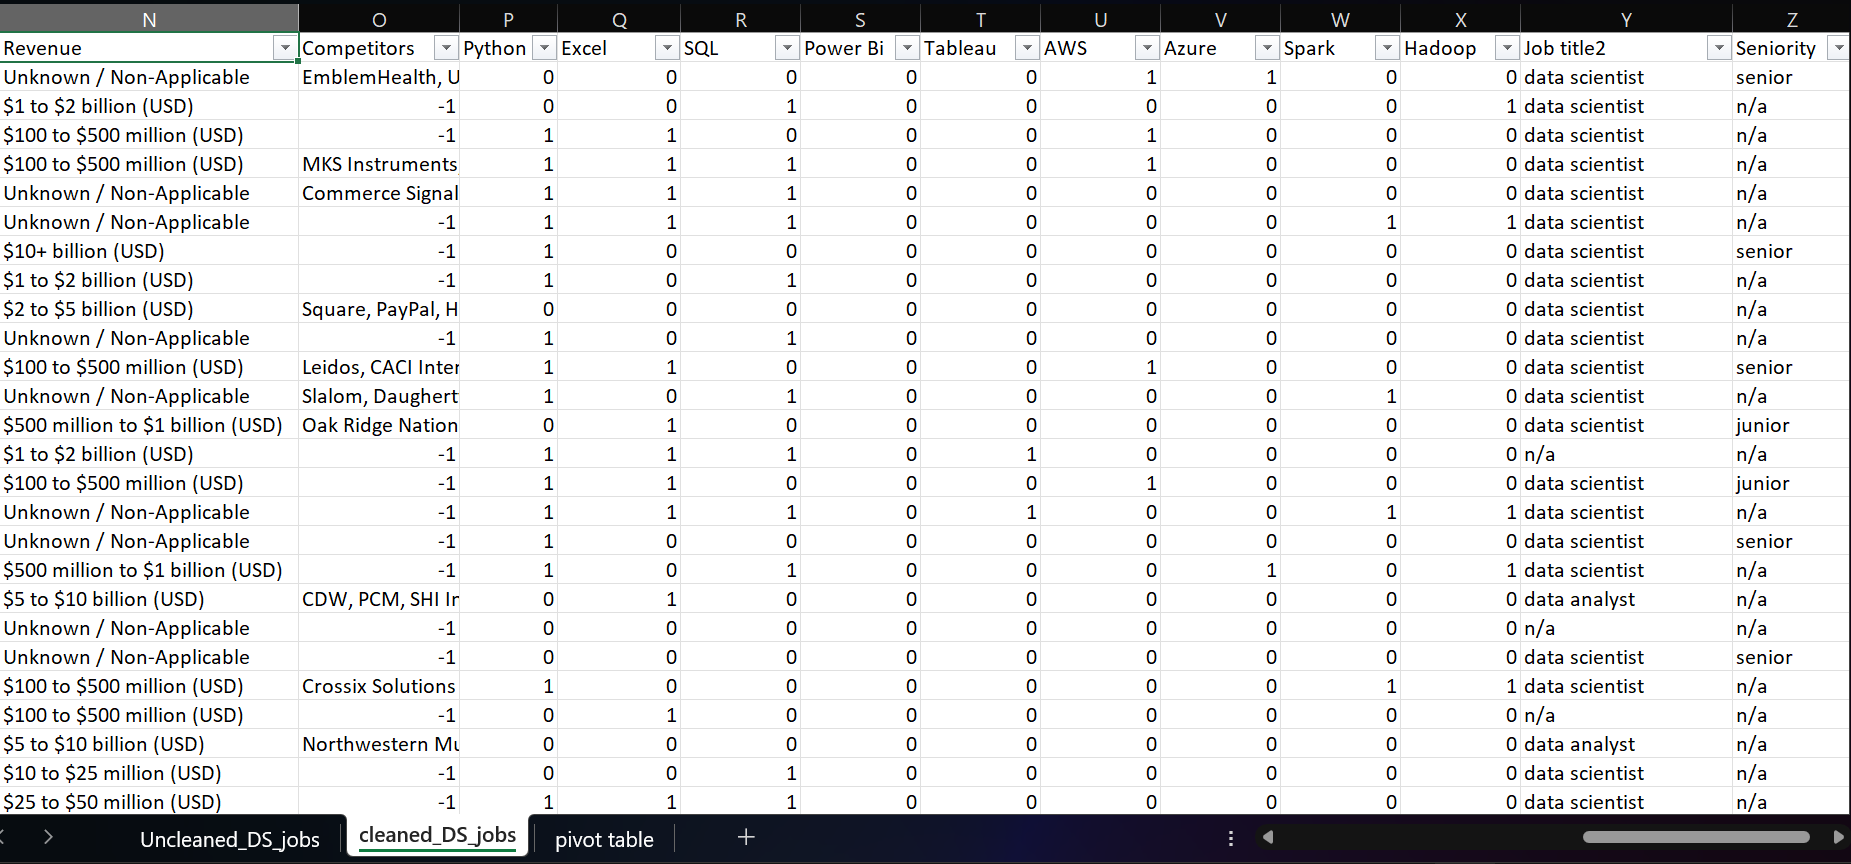 N O P Q R S T U V W X Y Z
Revenue Competitors Python Excel SQL Power Bi Tableau AWS Azure Spark Hadoop Job title2 Seniority
Unknown / Non-Applicable EmblemHealth, U 0 0 0 0 0 1 1 0 0 data scientist senior
$1 to $2 billion (USD) -1 0 0 1 0 0 0 0 0 1 data scientist n/a
$100 to $500 million (USD) -1 1 1 0 0 0 1 0 0 0 data scientist n/a
$100 to $500 million (USD) MKS Instruments 1 1 1 0 0 1 0 0 0 data scientist n/a
Unknown / Non-Applicable Commerce Signal 1 1 1 0 0 0 0 0 0 data scientist n/a
Unknown / Non-Applicable -1 1 1 1 0 0 0 0 1 1 data scientist n/a
$10+ billion (USD) -1 1 0 0 0 0 0 0 0 0 data scientist senior
$1 to $2 billion (USD) -1 1 0 1 0 0 0 0 0 0 data scientist n/a
$2 to $5 billion (USD) Square, PayPal, H 0 0 0 0 0 0 0 0 0 data scientist n/a
Unknown / Non-Applicable -1 1 0 1 0 0 0 0 0 0 data scientist n/a
$100 to $500 million (USD) Leidos, CACI Inter 1 1 0 0 0 1 0 0 0 data scientist senior
Unknown / Non-Applicable Slalom, Daughert 1 0 1 0 0 0 0 1 0 data scientist n/a
$500 million to $1 billion (USD) Oak Ridge Nation 0 1 0 0 0 0 0 0 0 data scientist junior
$1 to $2 billion (USD) -1 1 1 1 0 1 0 0 0 0 n/a n/a
$100 to $500 million (USD) -1 1 1 0 0 0 1 0 0 0 data scientist junior
Unknown / Non-Applicable -1 1 1 1 0 1 0 0 1 1 data scientist n/a
Unknown / Non-Applicable -1 1 0 0 0 0 0 0 0 0 data scientist senior
$500 million to $1 billion (USD) -1 1 0 1 0 0 0 1 0 1 data scientist n/a
$5 to $10 billion (USD) CDW, PCM, SHI In 0 1 0 0 0 0 0 0 0 data analyst n/a
Unknown / Non-Applicable -1 0 0 0 0 0 0 0 0 0 n/a n/a
Unknown / Non-Applicable -1 0 0 0 0 0 0 0 0 0 data scientist senior
$100 to $500 million (USD) Crossix Solutions 1 0 0 0 0 0 0 1 1 data scientist n/a
$100 to $500 million (USD) -1 0 1 0 0 0 0 0 0 0 n/a n/a
$5 to $10 billion (USD) Northwestern Mu 0 0 0 0 0 0 0 0 0 data analyst n/a
$10 to $25 million (USD) -1 0 0 1 0 0 0 0 0 0 data scientist n/a
$25 to $50 million (USD) -1 1 1 1 0 0 0 0 0 0 data scientist n/a
Uncleaned_DS_jobs cleaned_DS_jobs pivot table +